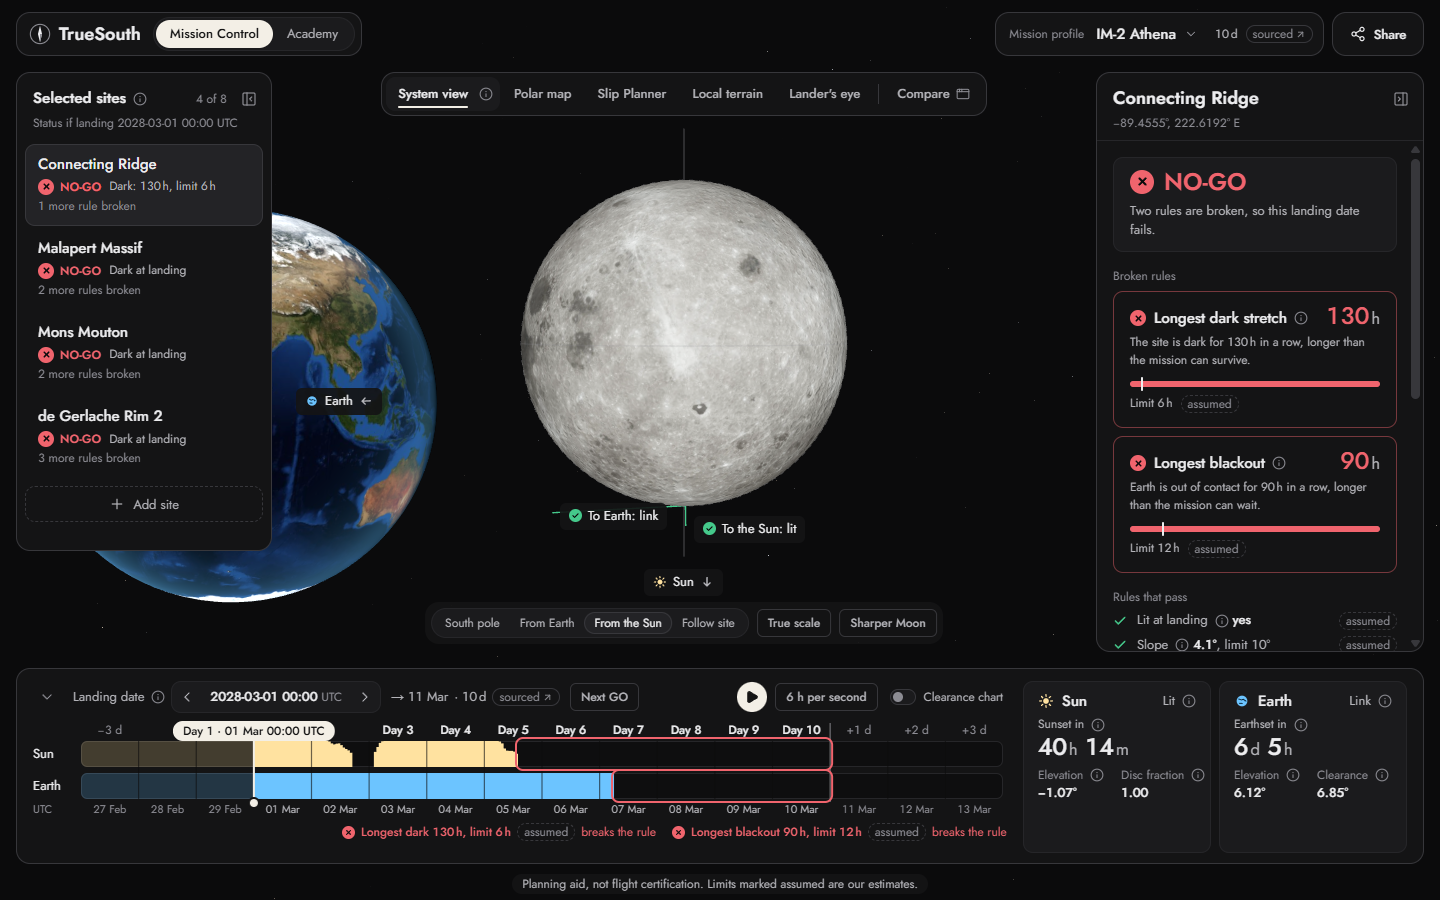 TrueSouth
Mission Control
Academy
Mission profile IM-2 Athena 10 d sourced ↗
Share
Selected sites 4 of 8
Status if landing 2028-03-01 00:00 UTC
Connecting Ridge
NO-GO Dark: 130 h, limit 6 h
1 more rule broken
Malapert Massif
NO-GO Dark at landing
2 more rules broken
Mons Mouton
NO-GO Dark at landing
2 more rules broken
de Gerlache Rim 2
NO-GO Dark at landing
3 more rules broken
+ Add site
System view
Polar map
Slip Planner
Local terrain
Lander's eye
Compare
Earth ←
To Earth: link
To the Sun: lit
Sun ↓
South pole
From Earth
From the Sun
Follow site
True scale
Sharper Moon
Connecting Ridge
−89.4555°, 222.6192° E
NO-GO
Two rules are broken, so this landing date
fails.
Broken rules
Longest dark stretch 130 h
The site is dark for 130 h in a row, longer than
the mission can survive.
Limit 6 h assumed
Longest blackout 90 h
Earth is out of contact for 90 h in a row, longer
than the mission can wait.
Limit 12 h assumed
Rules that pass
Lit at landing yes assumed
Slope 4.1°, limit 10° assumed
Landing date 2028-03-01 00:00 UTC → 11 Mar · 10 d sourced ↗ Next GO
6 h per second
Clearance chart
−3 d Day 1 · 01 Mar 00:00 UTC Day 3 Day 4 Day 5 Day 6 Day 7 Day 8 Day 9 Day 10 +1 d +2 d +3 d
Sun
Earth
UTC 27 Feb 28 Feb 29 Feb 01 Mar 02 Mar 03 Mar 04 Mar 05 Mar 06 Mar 07 Mar 08 Mar 09 Mar 10 Mar 11 Mar 12 Mar 13 Mar
Longest dark 130 h, limit 6 h assumed breaks the rule Longest blackout 90 h, limit 12 h assumed breaks the rule
Sun Lit
Sunset in
40 h 14 m
Elevation Disc fraction
−1.07° 1.00
Earth Link
Earthset in
6 d 5 h
Elevation Clearance
6.12° 6.85°
Planning aid, not flight certification. Limits marked assumed are our estimates.